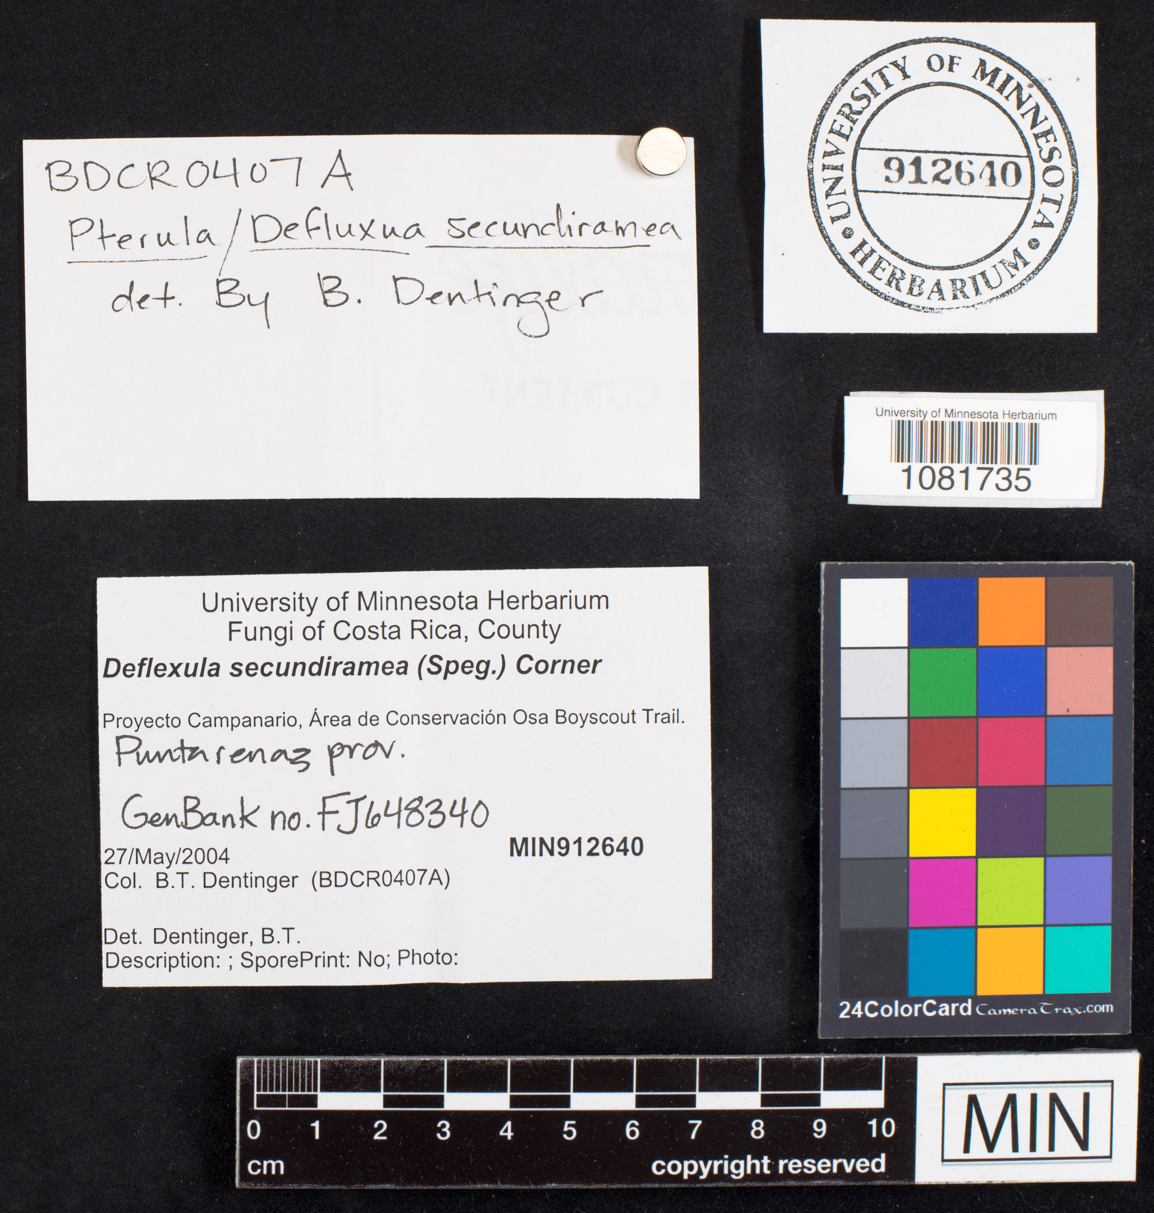 BDCR0407A
Pterula/Defluxua secundiramea
det. By B. Dentinger
UNIVERSITY OF MINNESOTA
912640
HERBARIUM
University of Minnesota Herbarium
1081735
University of Minnesota Herbarium
Fungi of Costa Rica, County
Deflexula secundiramea (Speg.) Corner
Proyecto Campanario, Área de Conservación Osa Boyscout Trail.
Puntarenas prov.
GenBank no. FJ648340
MIN912640
27/May/2004
Col. B.T. Dentinger (BDCR0407A)
Det. Dentinger, B.T.
Description: ; SporePrint: No; Photo:
24ColorCard CameraTrax.com
0 1 2 3 4 5 6 7 8 9 10
cm copyright reserved
MIN